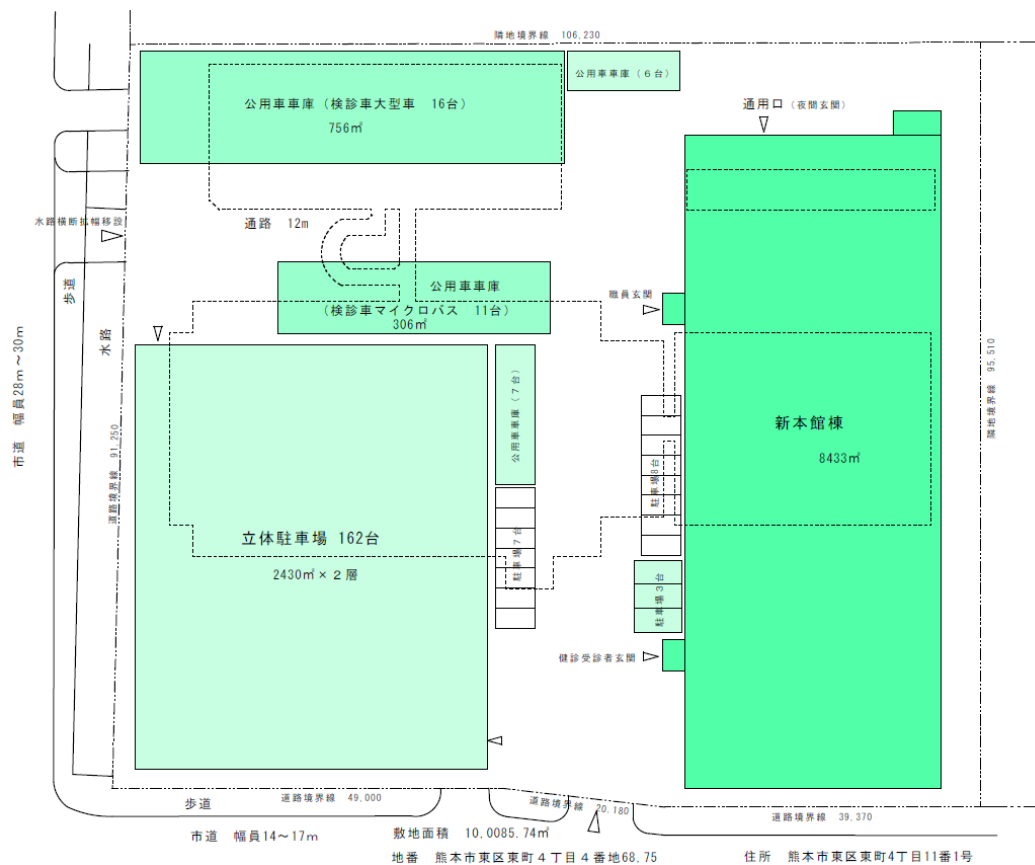 隣地境界線 106,230
公用車車庫（検診車大型車 16台）
756㎡
公用車車庫（６台）
通用口（夜間玄関）
水路横断拡幅移設
通路 12m
公用車車庫
（検診車マイクロバス 11台）
306㎡
職員玄関
歩道
水路
市道 幅員28m～30m
道路境界線 91,250
公用車車庫（７台）
駐車場8台
新本館棟
8433㎡
隣地境界線 95,510
立体駐車場 162台
2430㎡×２層
駐車場７台
駐車場３台
健診受診者玄関
歩道
道路境界線 49,000
道路境界線 20.180
道路境界線 39,370
市道 幅員14～17m
敷地面積 10,0085.74㎡
地番 熊本市東区東町４丁目４番地68,75
住所 熊本市東区東町4丁目11番1号